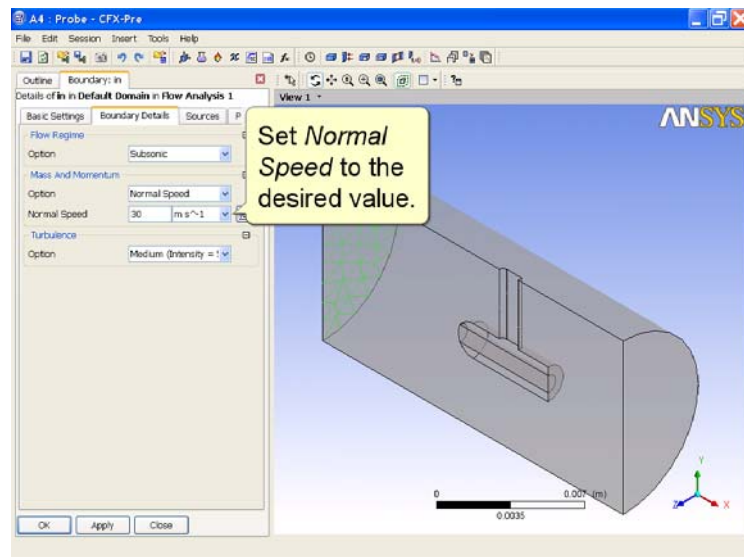 A4 : Probe - CFX-Pre
File Edit Session Insert Tools Help
Outline Boundary: in
Details of in in Default Domain in Flow Analysis 1
View 1
Basic Settings Boundary Details Sources P
Flow Regime
Option Subsonic
Mass And Momentum
Option Normal Speed
Normal Speed 30 m s^-1
Turbulence
Option Medium (Intensity =
Set Normal
Speed to the
desired value.
ANSYS
0 0.007 (m)
0.0035
Y
Z X
OK Apply Close